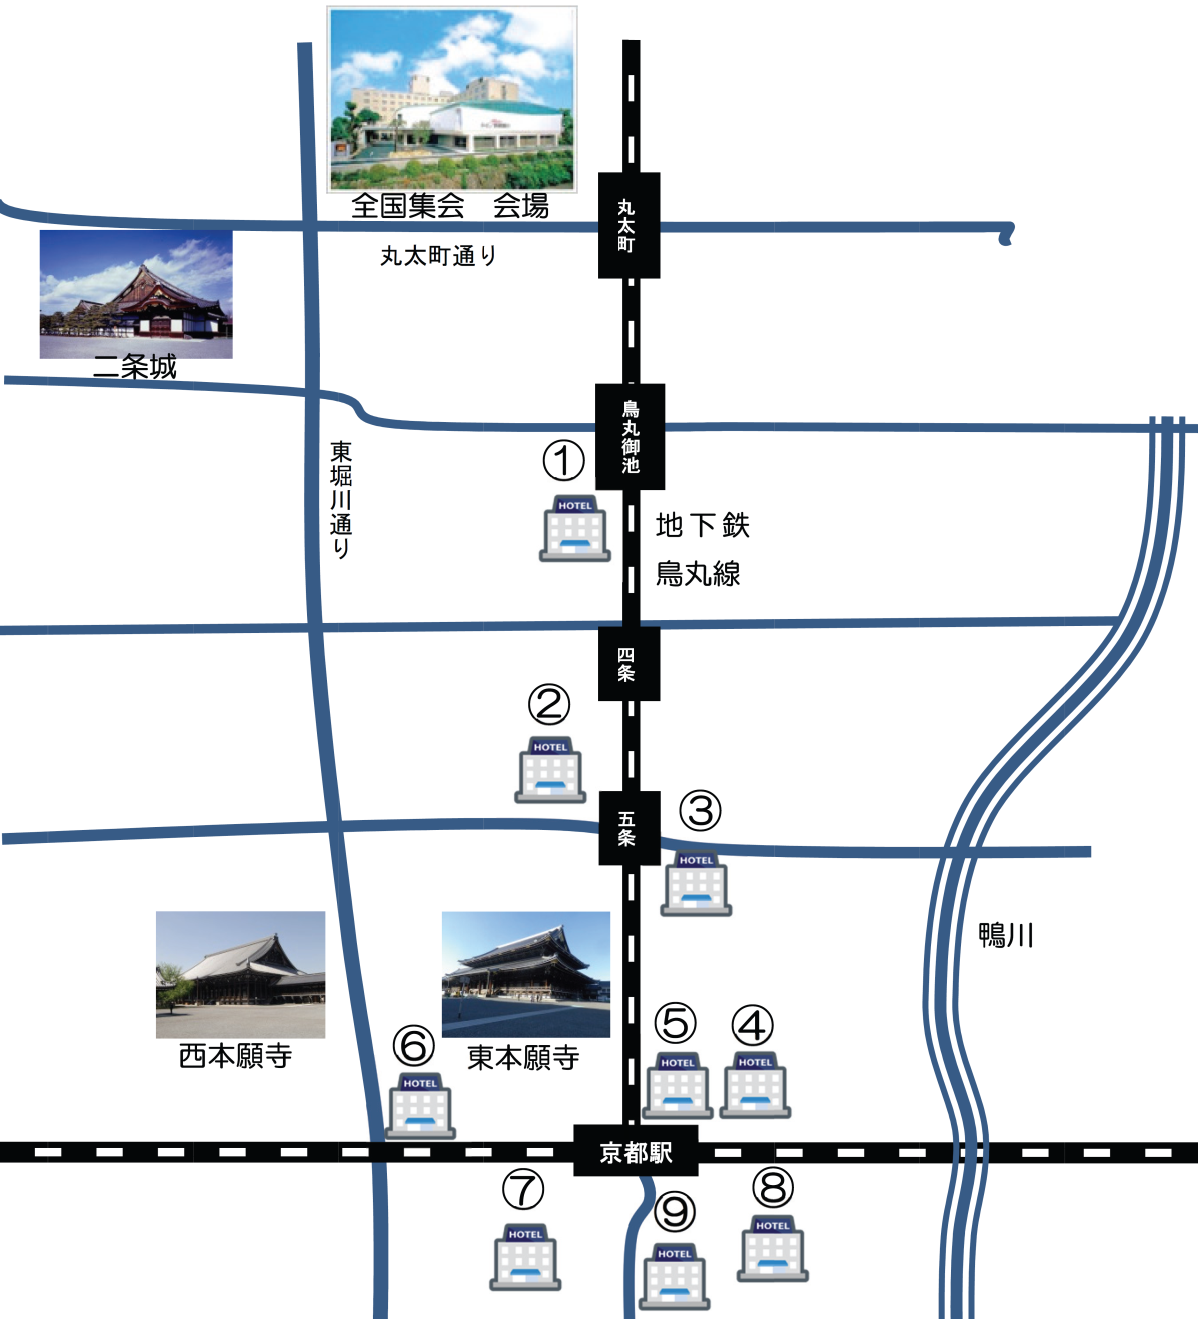 全国集会 会場
丸太町
丸太町通り
二条城
烏丸御池
東堀川通り
①
HOTEL
地下鉄
烏丸線
四条
②
HOTEL
五条
③
HOTEL
鴨川
西本願寺
東本願寺
⑤
④
HOTEL
HOTEL
⑥
HOTEL
京都駅
⑦
HOTEL
⑧
HOTEL
⑨
HOTEL